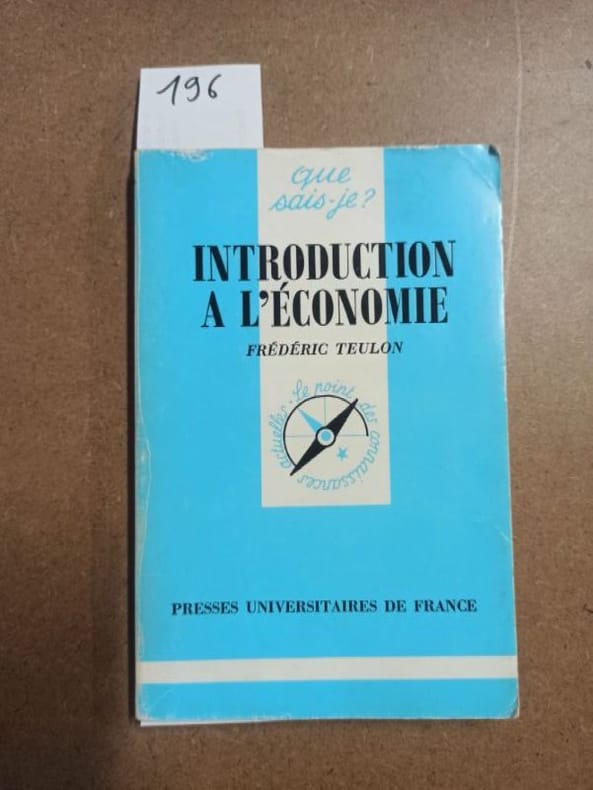 196
que
sais-je?
INTRODUCTION
A L'ÉCONOMIE
FRÉDÉRIC TEULON
Le point des connaissances actuelles
PRESSES UNIVERSITAIRES DE FRANCE